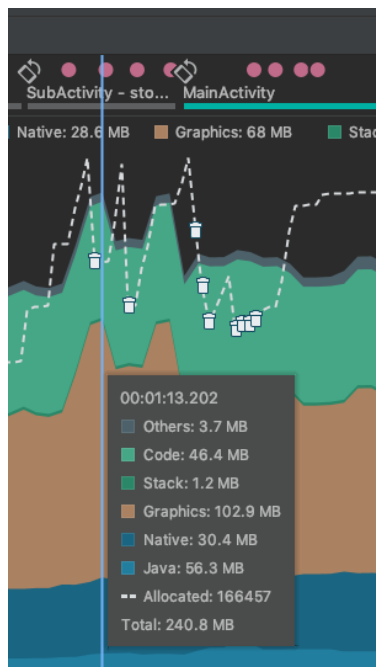 SubActivity - sto...
MainActivity
Native: 28.6 MB
Graphics: 68 MB
Stac
00:01:13.202
Others: 3.7 MB
Code: 46.4 MB
Stack: 1.2 MB
Graphics: 102.9 MB
Native: 30.4 MB
Java: 56.3 MB
Allocated: 166457
Total: 240.8 MB